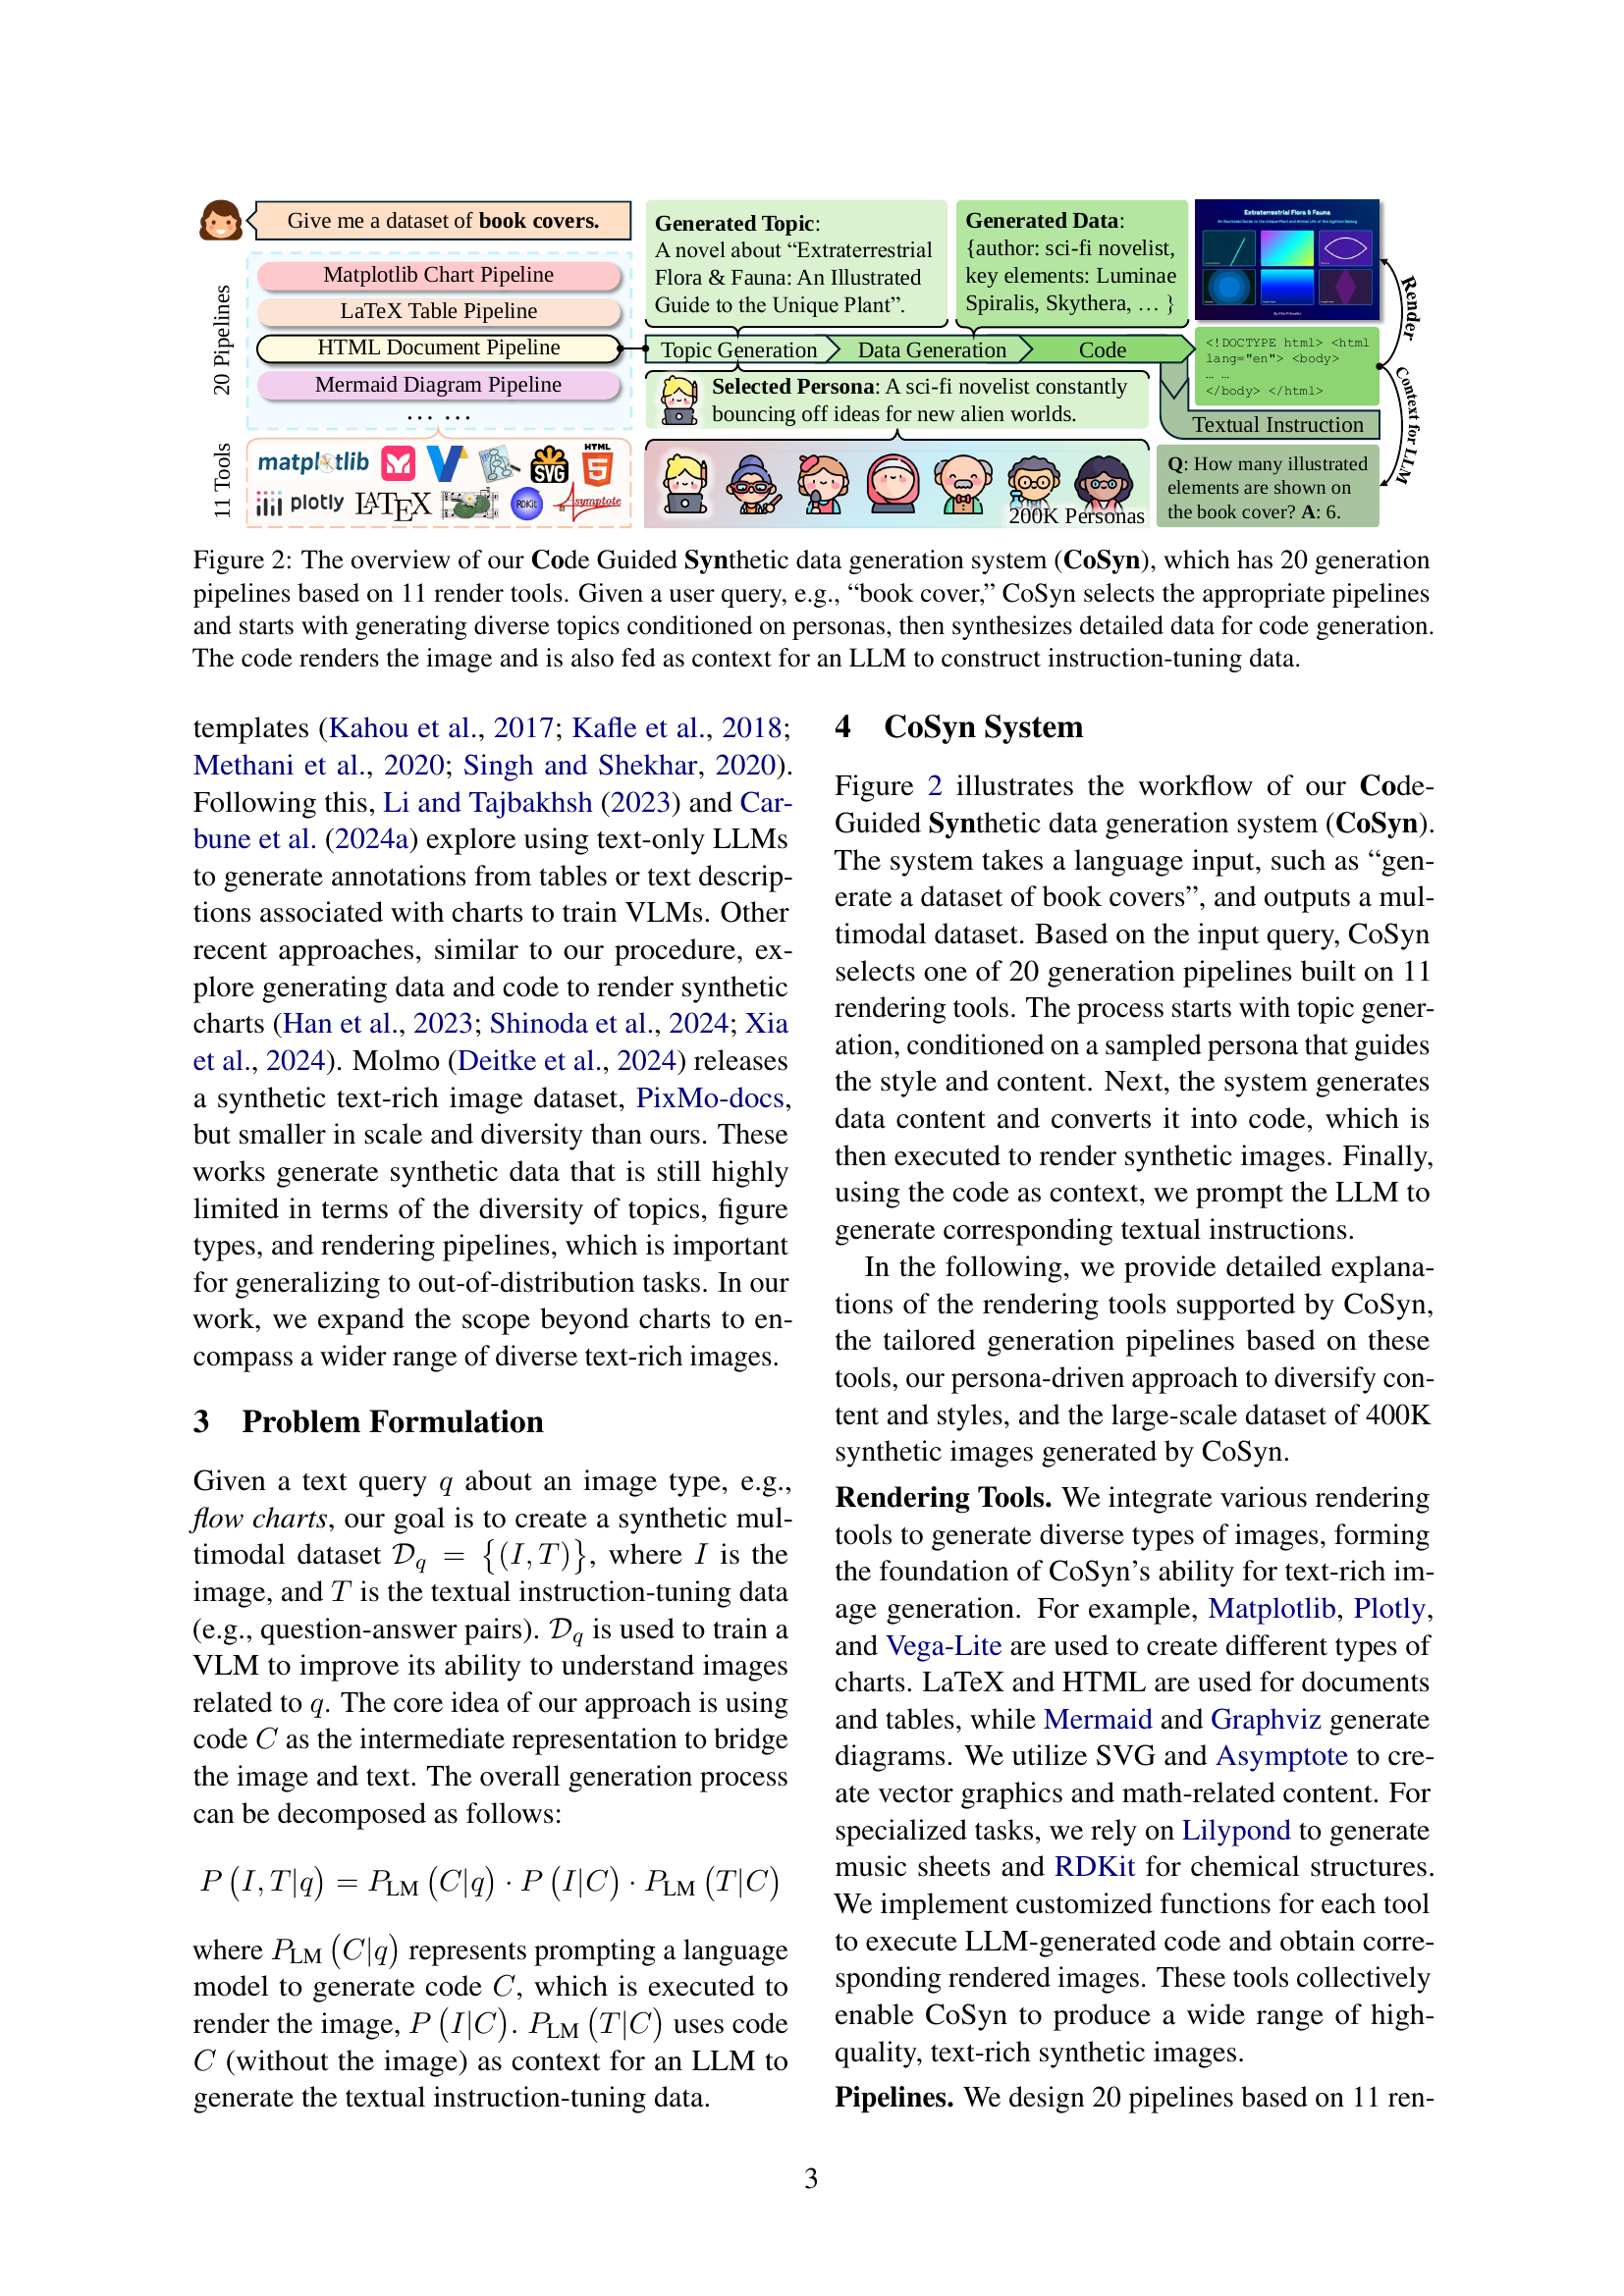 Give me a dataset of book covers.
20 Pipelines
Matplotlib Chart Pipeline
LaTeX Table Pipeline
HTML Document Pipeline
Mermaid Diagram Pipeline
… …
11 Tools
matplotlib
SVG
HTML
5
plotly
LATEX
RDKit
Asymptote
Generated Topic:
A novel about “Extraterrestrial
Flora & Fauna: An Illustrated
Guide to the Unique Plant”.
Generated Data:
{author: sci-fi novelist,
key elements: Luminae
Spiralis, Skythera, … }
Topic Generation
Data Generation
Code
Selected Persona: A sci-fi novelist constantly
bouncing off ideas for new alien worlds.
200K Personas
Extraterrestrial Flora & Fauna
<!DOCTYPE html> <html
lang="en"> <body>
… …
</body> </html>
Textual Instruction
Q: How many illustrated
elements are shown on
the book cover? A: 6.
Render
Context for LLM
Figure 2: The overview of our Code Guided Synthetic data generation system (CoSyn), which has 20 generation
pipelines based on 11 render tools. Given a user query, e.g., “book cover,” CoSyn selects the appropriate pipelines
and starts with generating diverse topics conditioned on personas, then synthesizes detailed data for code generation.
The code renders the image and is also fed as context for an LLM to construct instruction-tuning data.
templates (Kahou et al., 2017; Kafle et al., 2018;
Methani et al., 2020; Singh and Shekhar, 2020).
Following this, Li and Tajbakhsh (2023) and Car-
bune et al. (2024a) explore using text-only LLMs
to generate annotations from tables or text descrip-
tions associated with charts to train VLMs. Other
recent approaches, similar to our procedure, ex-
plore generating data and code to render synthetic
charts (Han et al., 2023; Shinoda et al., 2024; Xia
et al., 2024). Molmo (Deitke et al., 2024) releases
a synthetic text-rich image dataset, PixMo-docs,
but smaller in scale and diversity than ours. These
works generate synthetic data that is still highly
limited in terms of the diversity of topics, figure
types, and rendering pipelines, which is important
for generalizing to out-of-distribution tasks. In our
work, we expand the scope beyond charts to en-
compass a wider range of diverse text-rich images.
3 Problem Formulation
Given a text query q about an image type, e.g.,
flow charts, our goal is to create a synthetic mul-
timodal dataset D_q = {(I, T)}, where I is the
image, and T is the textual instruction-tuning data
(e.g., question-answer pairs). D_q is used to train a
VLM to improve its ability to understand images
related to q. The core idea of our approach is using
code C as the intermediate representation to bridge
the image and text. The overall generation process
can be decomposed as follows:
P (I, T|q) = P_LM (C|q) · P (I|C) · P_LM (T|C)
where P_LM (C|q) represents prompting a language
model to generate code C, which is executed to
render the image, P (I|C). P_LM (T|C) uses code
C (without the image) as context for an LLM to
generate the textual instruction-tuning data.
4 CoSyn System
Figure 2 illustrates the workflow of our Code-
Guided Synthetic data generation system (CoSyn).
The system takes a language input, such as “gen-
erate a dataset of book covers”, and outputs a mul-
timodal dataset. Based on the input query, CoSyn
selects one of 20 generation pipelines built on 11
rendering tools. The process starts with topic gener-
ation, conditioned on a sampled persona that guides
the style and content. Next, the system generates
data content and converts it into code, which is
then executed to render synthetic images. Finally,
using the code as context, we prompt the LLM to
generate corresponding textual instructions.
In the following, we provide detailed explana-
tions of the rendering tools supported by CoSyn,
the tailored generation pipelines based on these
tools, our persona-driven approach to diversify con-
tent and styles, and the large-scale dataset of 400K
synthetic images generated by CoSyn.
Rendering Tools. We integrate various rendering
tools to generate diverse types of images, forming
the foundation of CoSyn’s ability for text-rich im-
age generation. For example, Matplotlib, Plotly,
and Vega-Lite are used to create different types of
charts. LaTeX and HTML are used for documents
and tables, while Mermaid and Graphviz generate
diagrams. We utilize SVG and Asymptote to cre-
ate vector graphics and math-related content. For
specialized tasks, we rely on Lilypond to generate
music sheets and RDKit for chemical structures.
We implement customized functions for each tool
to execute LLM-generated code and obtain corre-
sponding rendered images. These tools collectively
enable CoSyn to produce a wide range of high-
quality, text-rich synthetic images.
Pipelines. We design 20 pipelines based on 11 ren-
3